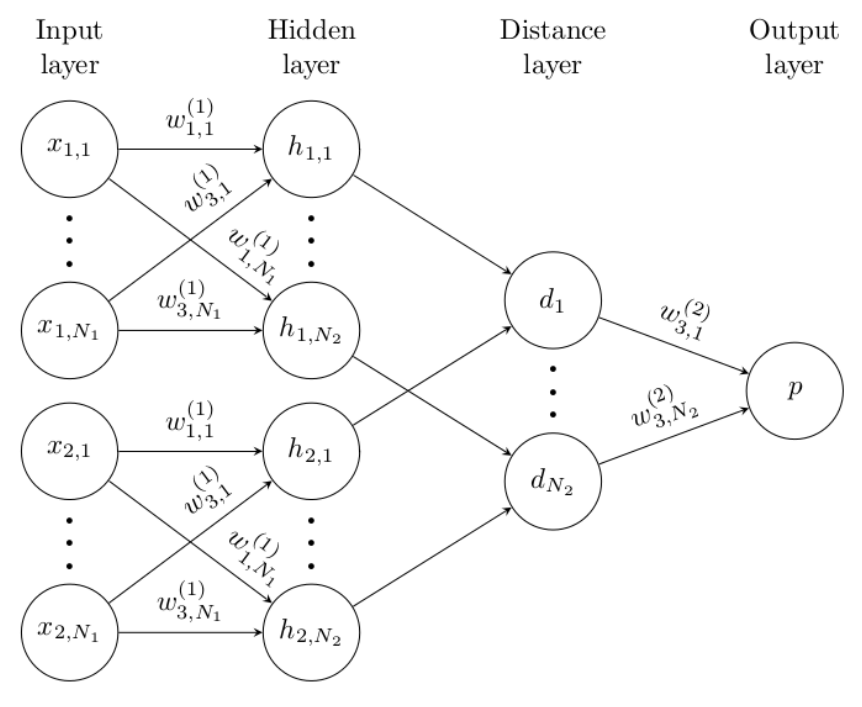 Input Hidden Distance Output
layer layer layer layer
w_{1,1}^{(1)}
x_{1,1} h_{1,1}
w_{3,1}^{(1)}
w_{1,N_1}^{(1)}
w_{3,N_1}^{(1)}
x_{1,N_1} h_{1,N_2}
d_1
w_{3,1}^{(2)}
p
w_{3,N_2}^{(2)}
d_{N_2}
w_{1,1}^{(1)}
x_{2,1} h_{2,1}
w_{3,1}^{(1)}
w_{1,N_1}^{(1)}
w_{3,N_1}^{(1)}
x_{2,N_1} h_{2,N_2}